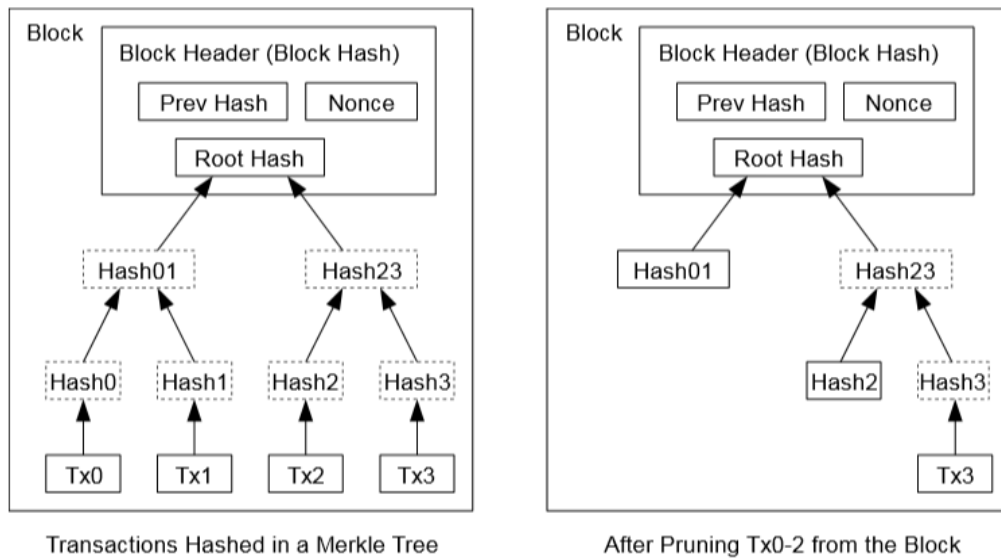 Block
Block Header (Block Hash)
Prev Hash
Nonce
Root Hash
Hash01
Hash23
Hash0
Hash1
Hash2
Hash3
Tx0
Tx1
Tx2
Tx3
Transactions Hashed in a Merkle Tree
Block
Block Header (Block Hash)
Prev Hash
Nonce
Root Hash
Hash01
Hash23
Hash2
Hash3
Tx3
After Pruning Tx0-2 from the Block